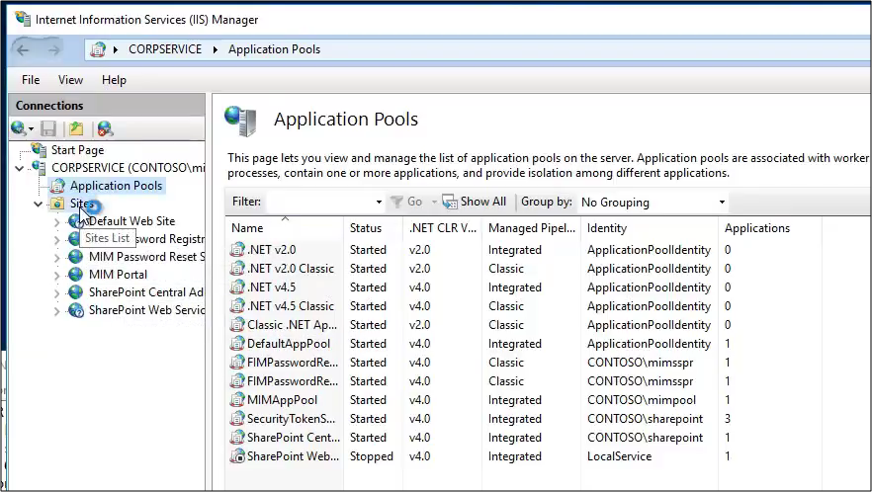 Internet Information Services (IIS) Manager
CORPSERVICE Application Pools
File View Help
Connections
Start Page
CORPSERVICE (CONTOSO\mi
Application Pools
Sites
Default Web Site
Sites List
Password Registr
MIM Password Reset S
MIM Portal
SharePoint Central Ad
SharePoint Web Servic
Application Pools
This page lets you view and manage the list of application pools on the server. Application pools are associated with worker
processes, contain one or more applications, and provide isolation among different applications.
Filter: Go Show All Group by: No Grouping
Name Status .NET CLR V... Managed Pipel... Identity Applications
.NET v2.0 Started v2.0 Integrated ApplicationPoolIdentity 0
.NET v2.0 Classic Started v2.0 Classic ApplicationPoolIdentity 0
.NET v4.5 Started v4.0 Integrated ApplicationPoolIdentity 0
.NET v4.5 Classic Started v4.0 Classic ApplicationPoolIdentity 0
Classic .NET Ap... Started v2.0 Classic ApplicationPoolIdentity 0
DefaultAppPool Started v4.0 Integrated ApplicationPoolIdentity 1
FIMPasswordRe... Started v4.0 Classic CONTOSO\mimsspr 1
FIMPasswordRe... Started v4.0 Classic CONTOSO\mimsspr 1
MIMAppPool Started v4.0 Integrated CONTOSO\mimpool 1
SecurityTokenS... Started v4.0 Integrated CONTOSO\sharepoint 3
SharePoint Cent... Started v4.0 Integrated CONTOSO\sharepoint 1
SharePoint Web... Stopped v4.0 Integrated LocalService 1